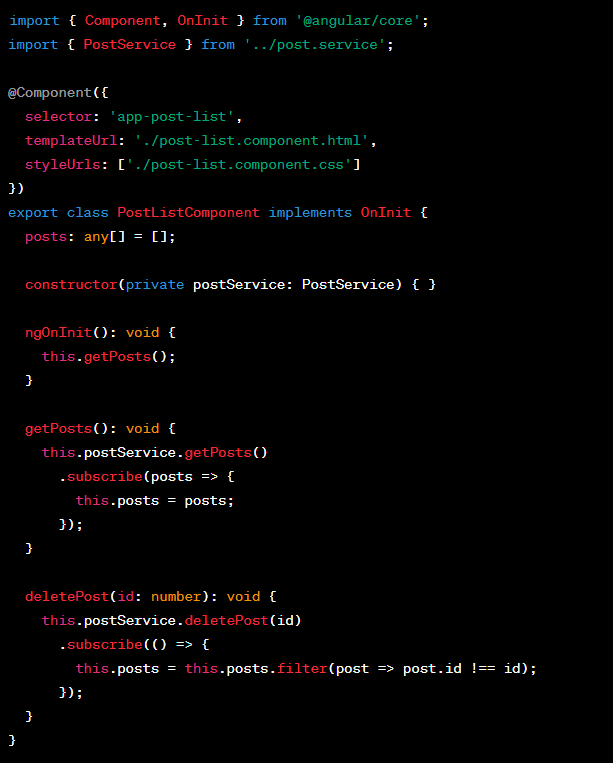 import { Component, OnInit } from '@angular/core';
import { PostService } from '../post.service';

@Component({
  selector: 'app-post-list',
  templateUrl: './post-list.component.html',
  styleUrls: ['./post-list.component.css']
})
export class PostListComponent implements OnInit {
  posts: any[] = [];

  constructor(private postService: PostService) { }

  ngOnInit(): void {
    this.getPosts();
  }

  getPosts(): void {
    this.postService.getPosts()
      .subscribe(posts => {
        this.posts = posts;
      });
  }

  deletePost(id: number): void {
    this.postService.deletePost(id)
      .subscribe(() => {
        this.posts = this.posts.filter(post => post.id !== id);
      });
  }
}